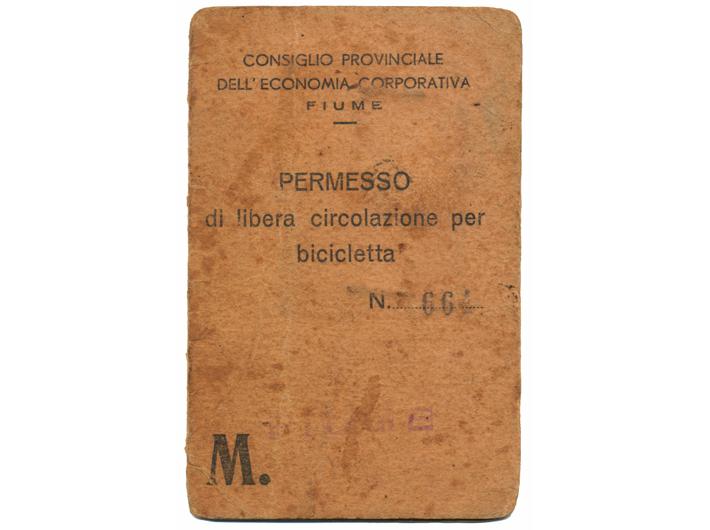 CONSIGLIO PROVINCIALE
DELL'ECONOMIA CORPORATIVA
FIUME
PERMESSO
di libera circolazione per
bicicletta
N.
M.